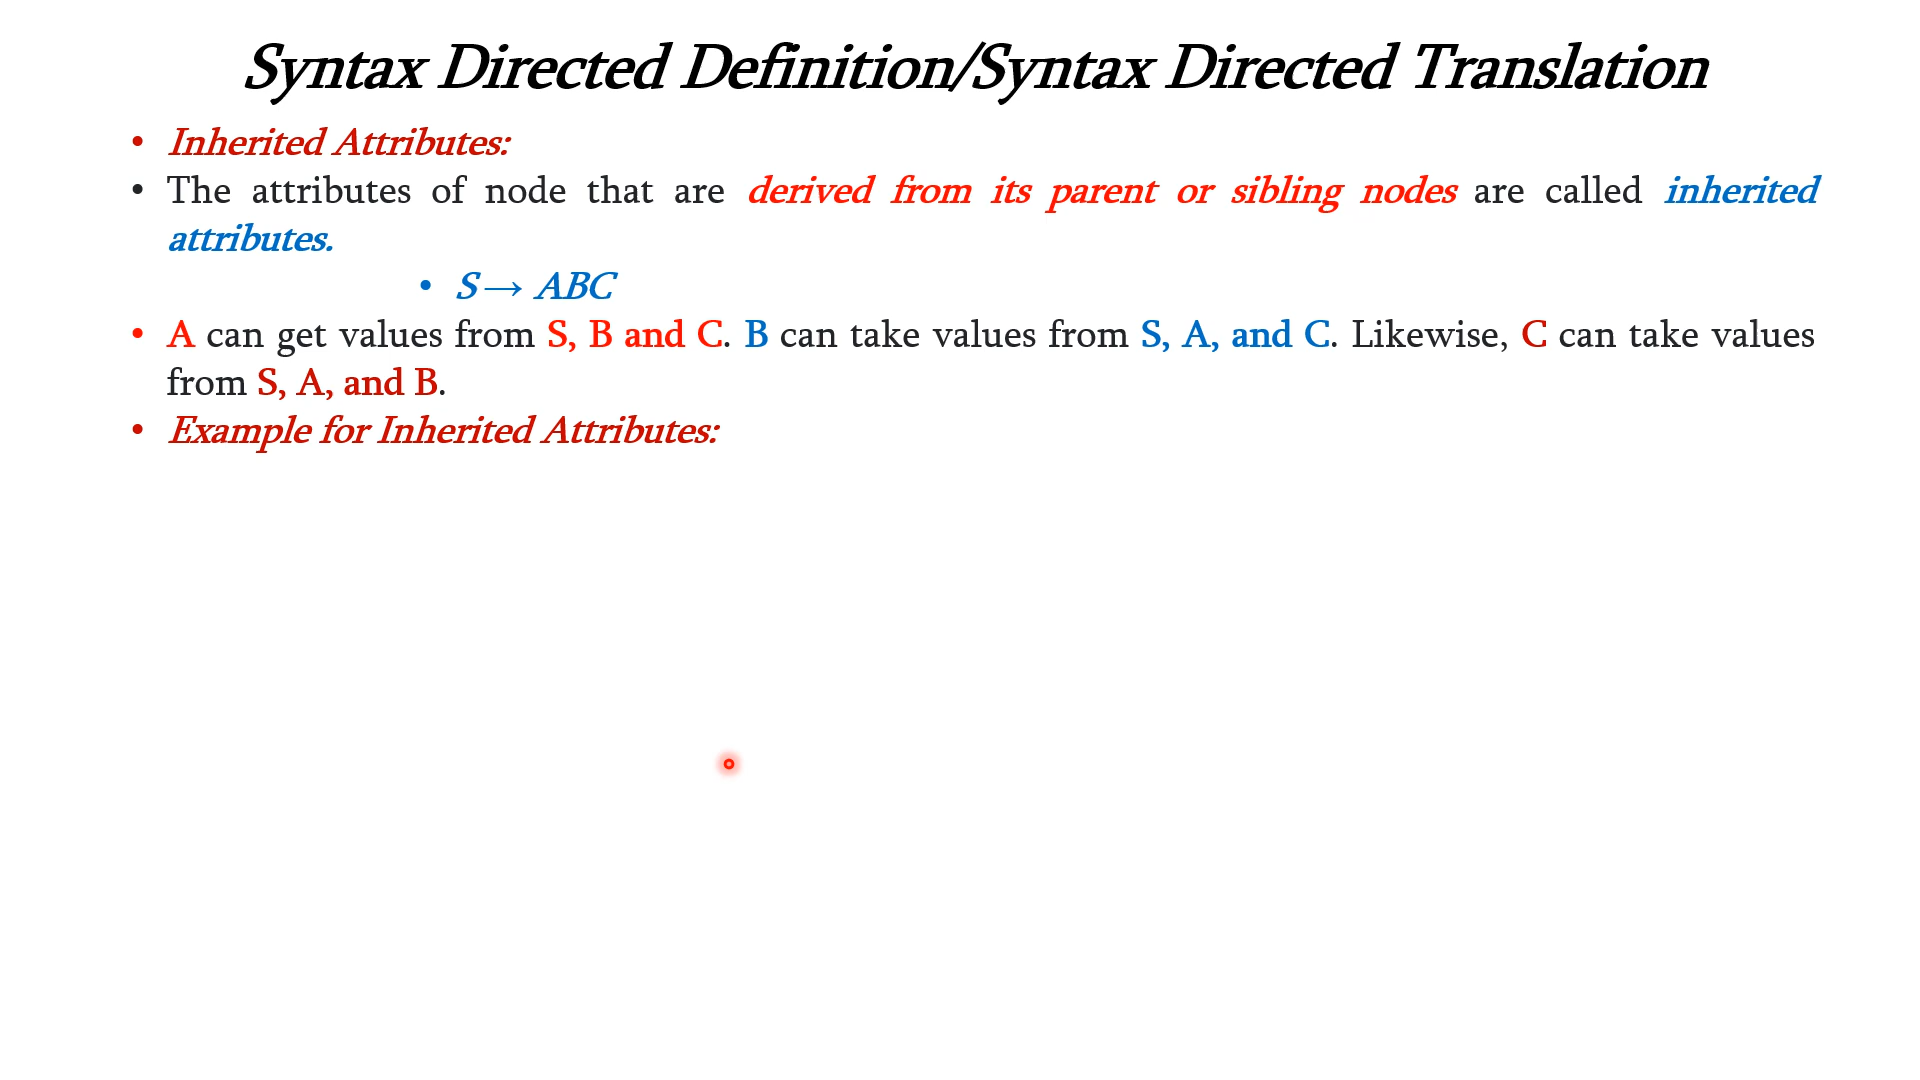 Syntax Directed Definition/Syntax Directed Translation
• Inherited Attributes:
• The attributes of node that are derived from its parent or sibling nodes are called inherited
attributes.
• S → ABC
• A can get values from S, B and C. B can take values from S, A, and C. Likewise, C can take values
from S, A, and B.
• Example for Inherited Attributes: